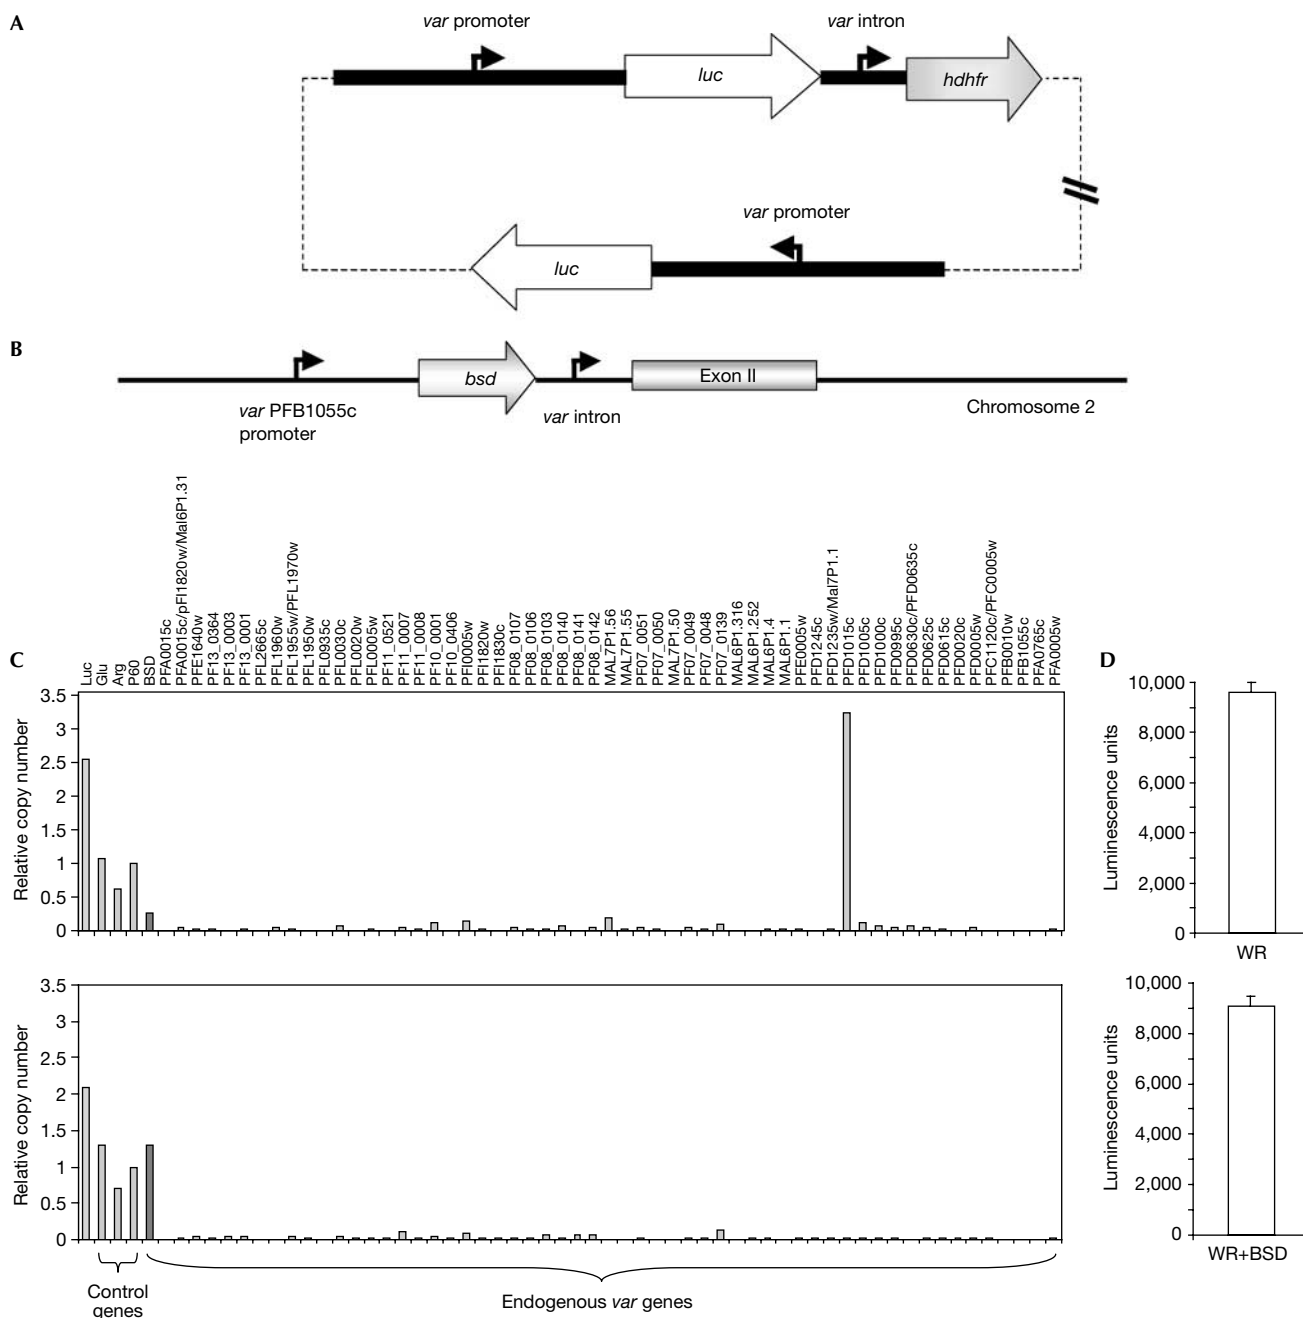 A
var promoter
var intron
luc
hdhfr
var promoter
luc
B
bsd
Exon II
var PFB1055c
promoter
var intron
Chromosome 2
C
Luc
Glu
Arg
P60
BSD
PFA0015c
PFA0015c/pFI1820w/Mal6P1.31
PFE1640w
PF13_0364
PF13_0003
PF13_0001
PFL2665c
PFL1960w
PFL1955w/PFL1970w
PFL1950w
PFL0935c
PFL0030c
PFL0020w
PFL0005w
PF11_0521
PF11_0007
PF11_0008
PF10_0001
PF10_0406
PFI0005w
PFI1820w
PFI1830c
PF08_0107
PF08_0106
PF08_0103
PF08_0140
PF08_0141
PF08_0142
MAL7P1.56
MAL7P1.55
PF07_0051
PF07_0050
MAL7P1.50
PF07_0049
PF07_0048
PF07_0139
MAL6P1.316
MAL6P1.252
MAL6P1.4
MAL6P1.1
PFE0005w
PFD1245c
PFD1235w/Mal7P1.1
PFD1015c
PFD1005c
PFD1000c
PFD0995c
PFD0630c/PFD0635c
PFD0625c
PFD0615c
PFD0020c
PFD0005w
PFC1120c/PFC0005w
PFB0010w
PFB1055c
PFA0765c
PFA0005w
Relative copy number
3.5
3
2.5
2
1.5
1
0.5
0
Relative copy number
3.5
3
2.5
2
1.5
1
0.5
0
Control
genes
Endogenous var genes
D
Luminescence units
10,000
8,000
6,000
4,000
2,000
0
WR
Luminescence units
10,000
8,000
6,000
4,000
2,000
0
WR+BSD